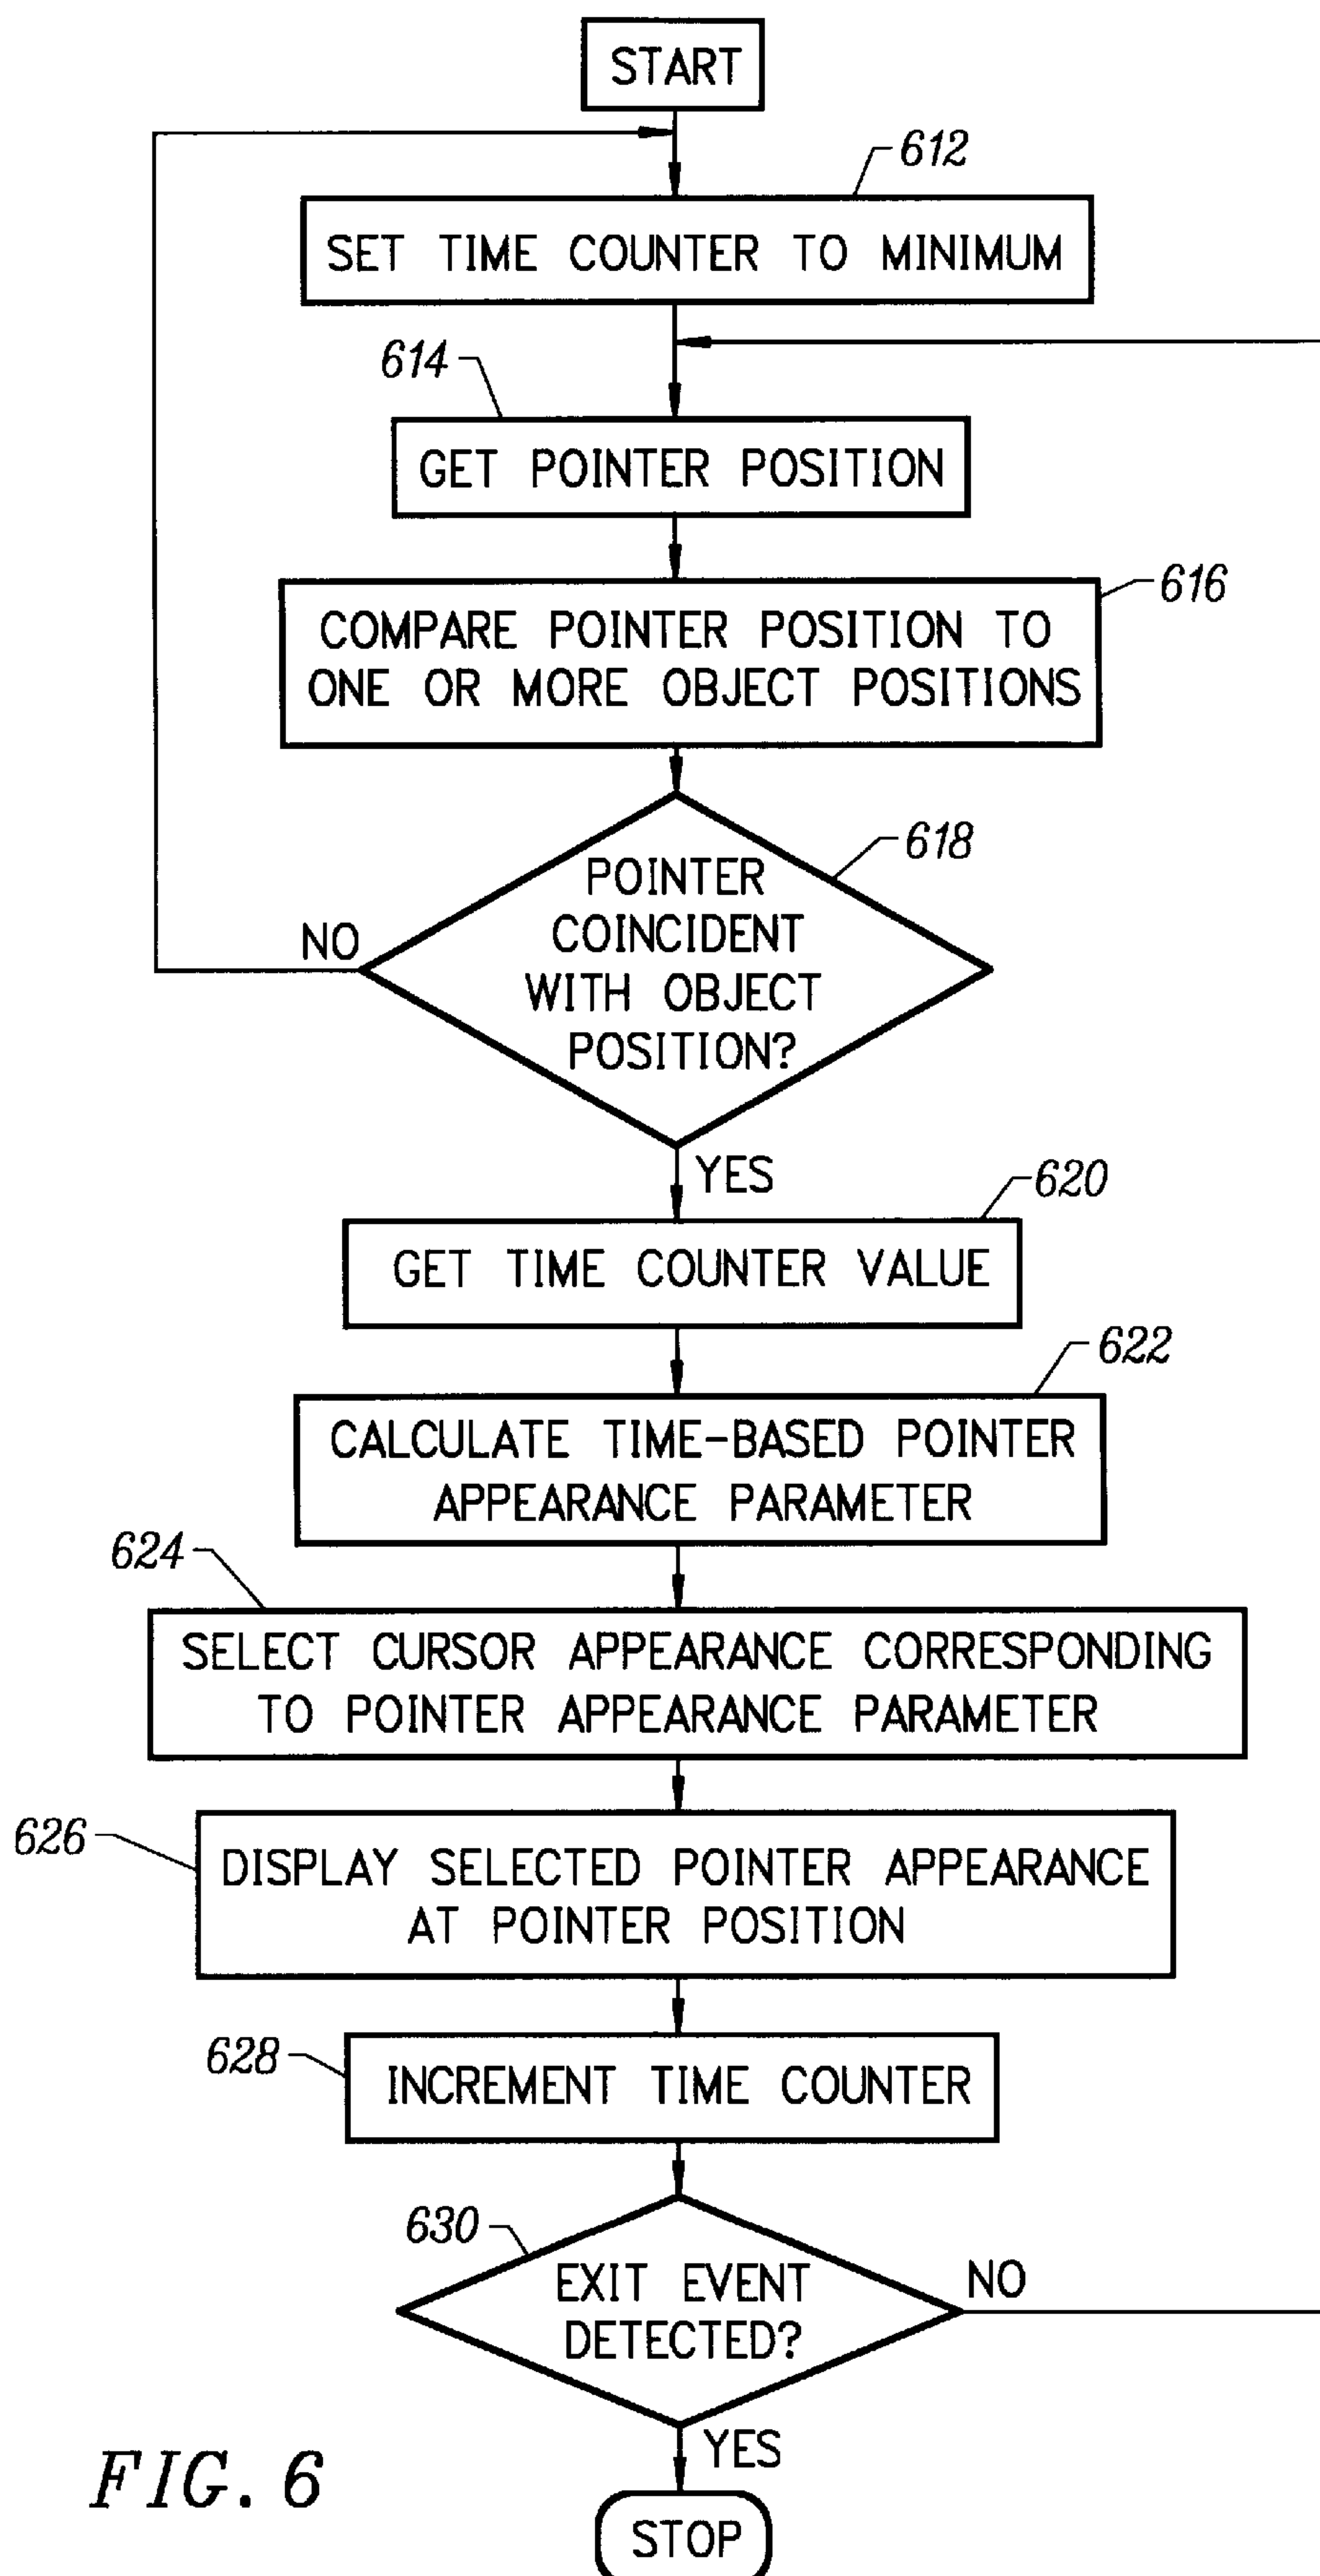 START
612
SET TIME COUNTER TO MINIMUM
614
GET POINTER POSITION
616
COMPARE POINTER POSITION TO
ONE OR MORE OBJECT POSITIONS
618
POINTER
COINCIDENT
WITH OBJECT
POSITION?
NO
YES
620
GET TIME COUNTER VALUE
622
CALCULATE TIME-BASED POINTER
APPEARANCE PARAMETER
624
SELECT CURSOR APPEARANCE CORRESPONDING
TO POINTER APPEARANCE PARAMETER
626
DISPLAY SELECTED POINTER APPEARANCE
AT POINTER POSITION
628
INCREMENT TIME COUNTER
630
EXIT EVENT
DETECTED?
NO
YES
STOP
FIG. 6